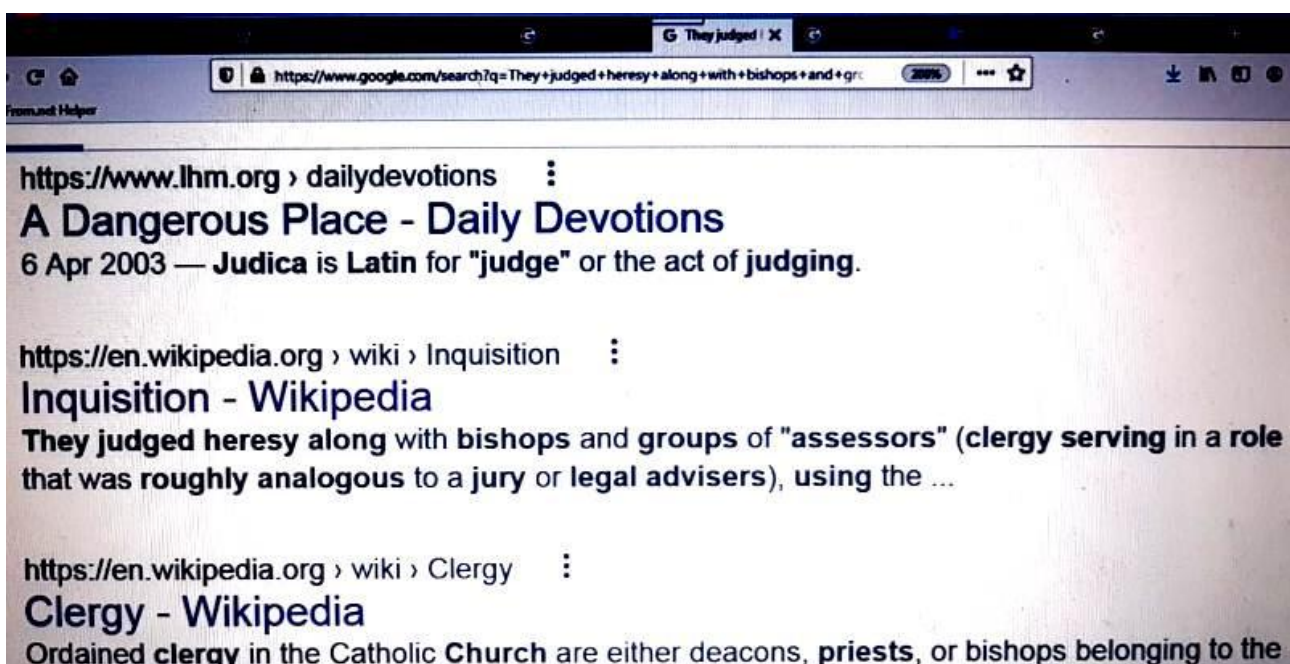 G They judged
https://www.google.com/search?q=They+judged+heresy+along+with+bishops+and+gr
200%
From.net Helper
https://www.lhm.org › dailydevotions
A Dangerous Place - Daily Devotions
6 Apr 2003 — Judica is Latin for "judge" or the act of judging.
https://en.wikipedia.org › wiki › Inquisition
Inquisition - Wikipedia
They judged heresy along with bishops and groups of "assessors" (clergy serving in a role
that was roughly analogous to a jury or legal advisers), using the ...
https://en.wikipedia.org › wiki › Clergy
Clergy - Wikipedia
Ordained clergy in the Catholic Church are either deacons, priests, or bishops belonging to the